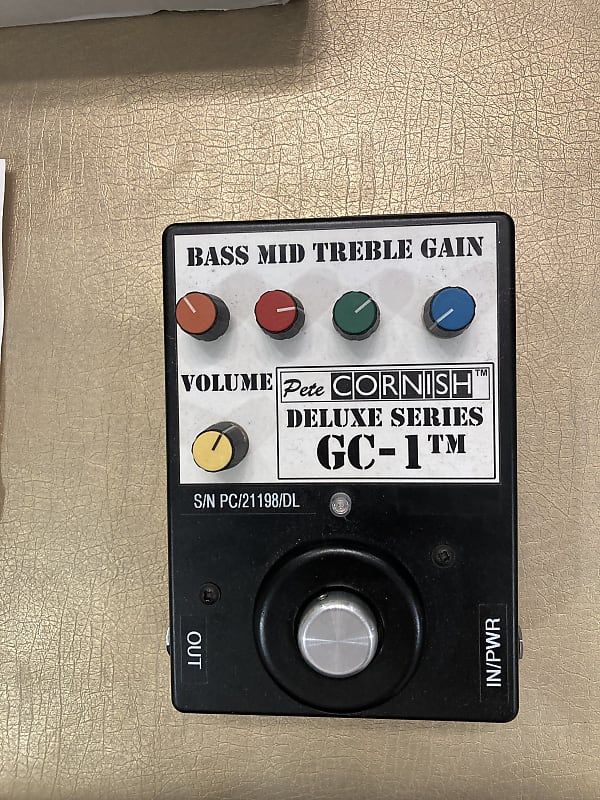 BASS MID TREBLE GAIN
VOLUME
Pete CORNISH™
DELUXE SERIES
GC-1™
S/N PC/21198/DL
OUT
IN/PWR